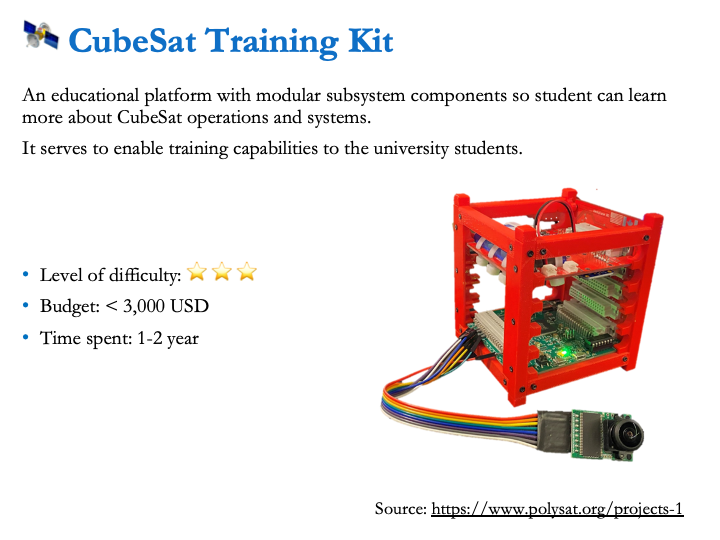 CubeSat Training Kit
An educational platform with modular subsystem components so student can learn
more about CubeSat operations and systems.
It serves to enable training capabilities to the university students.
• Level of difficulty: ⭐⭐⭐
• Budget: < 3,000 USD
• Time spent: 1-2 year
Source: https://www.polysat.org/projects-1